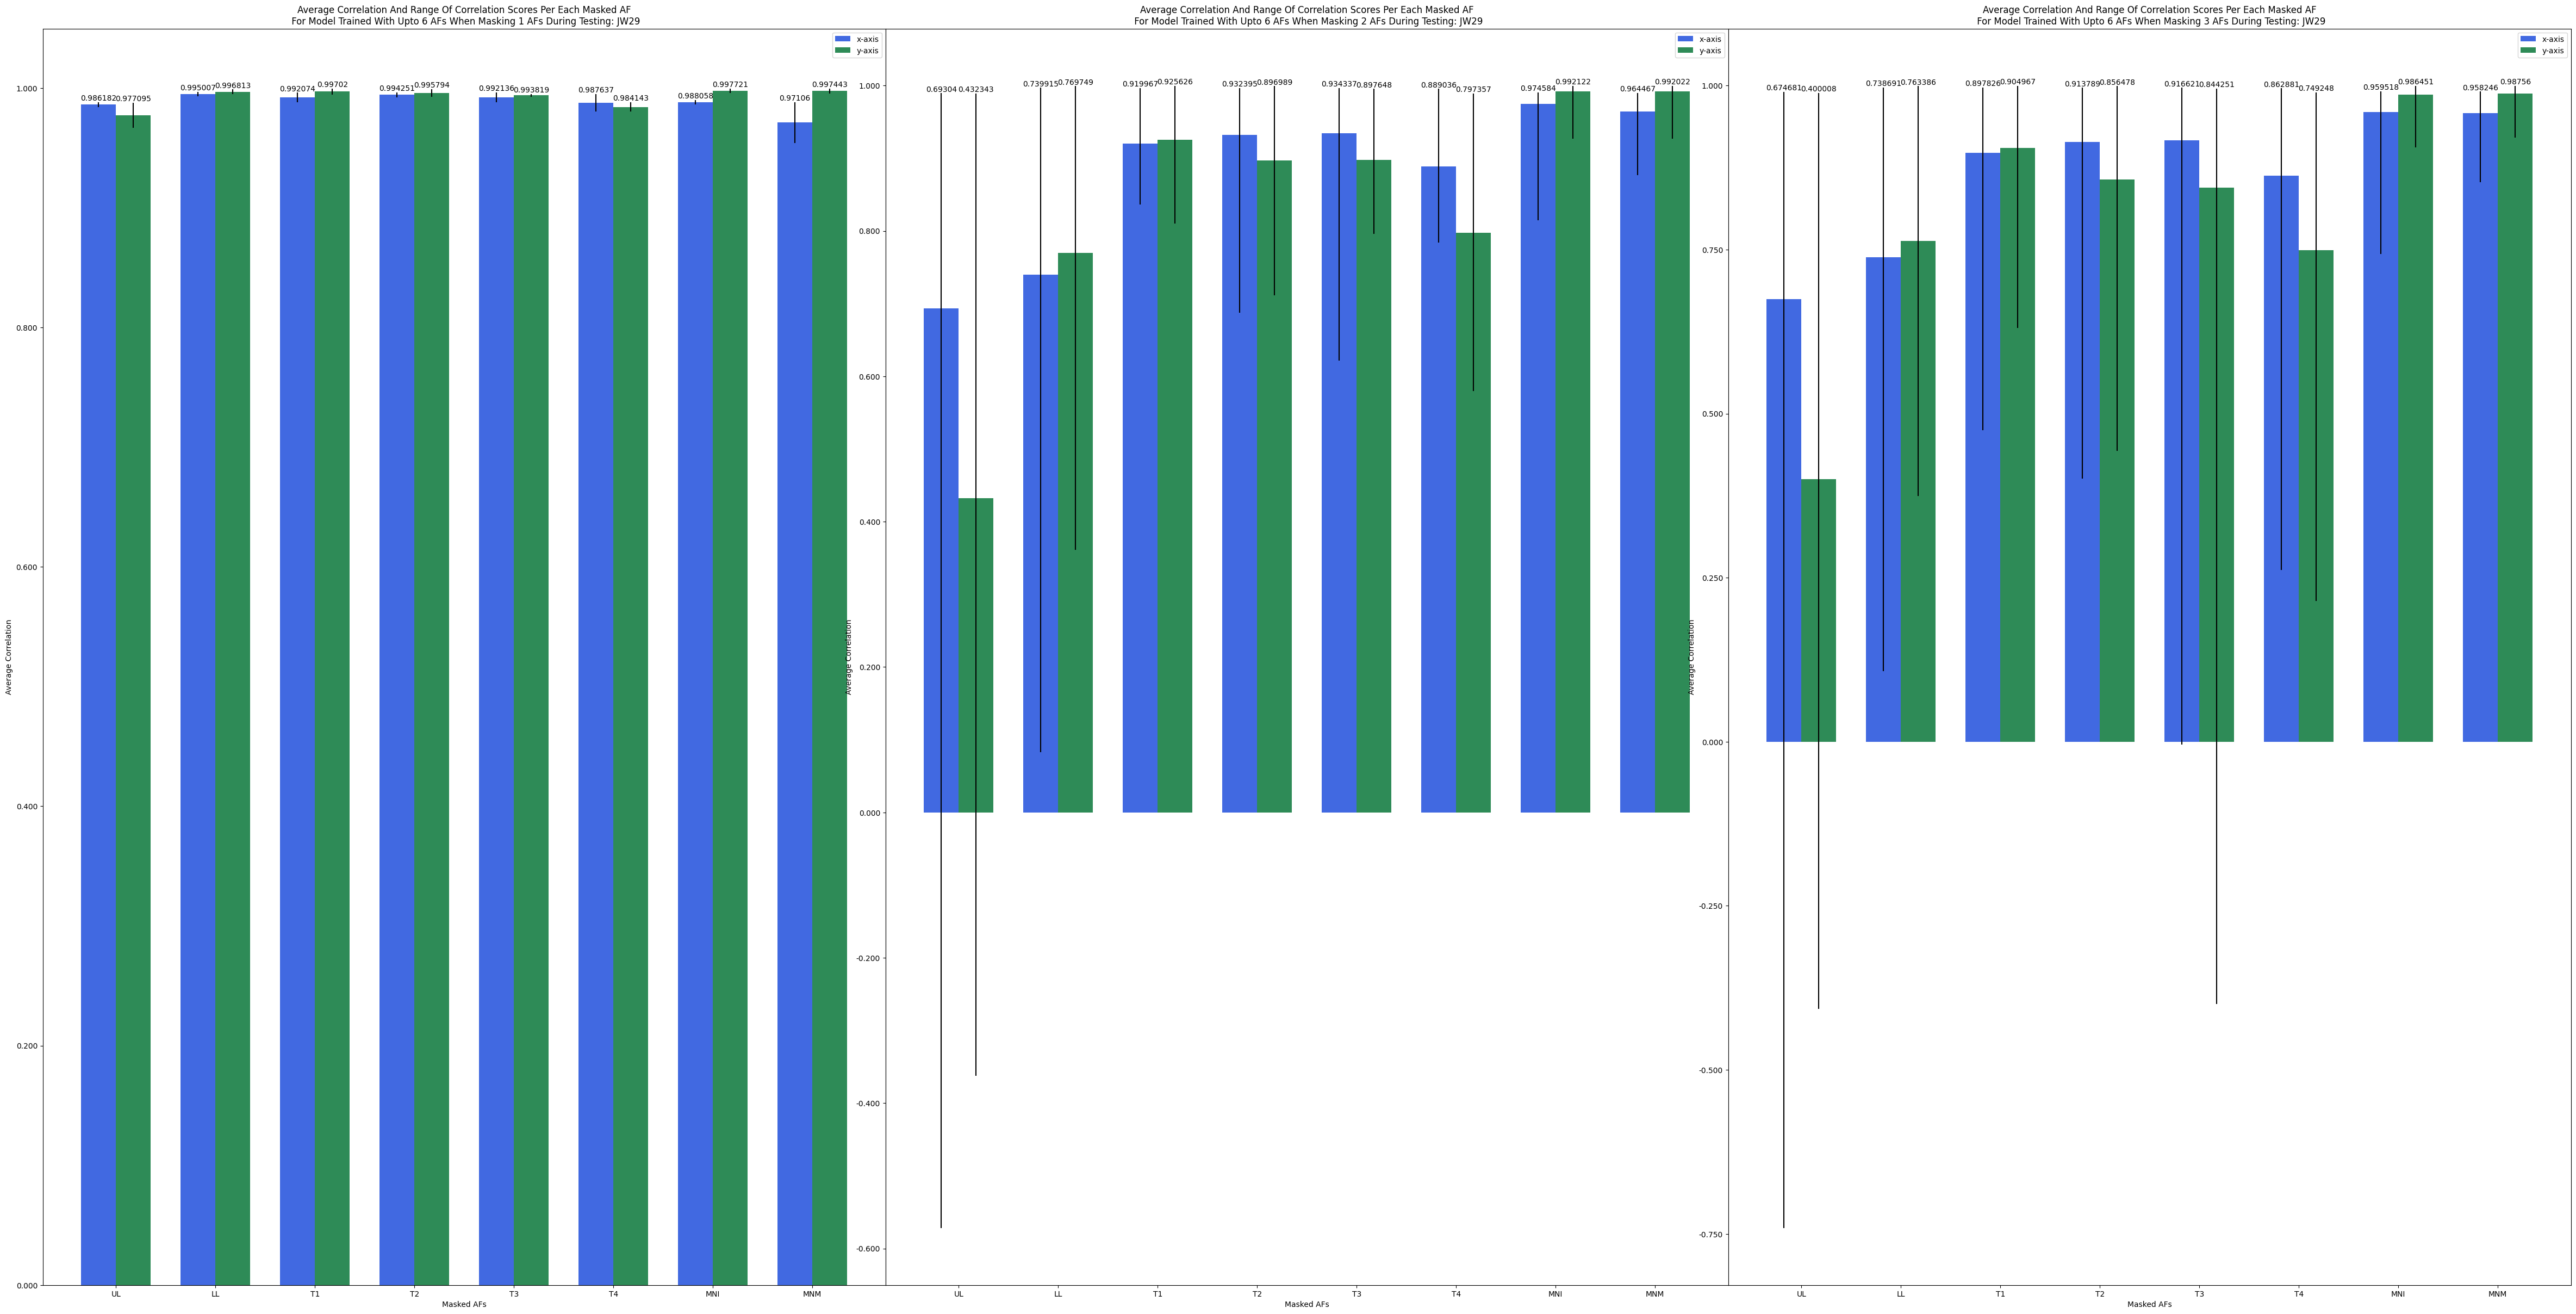 Average Correlation And Range Of Correlation Scores Per Each Masked AF
For Model Trained With Upto 6 AFs When Masking 1 AFs During Testing: JW29
x-axis
y-axis
1.000
0.800
0.600
0.400
0.200
0.000
Average Correlation
0.986182
0.977095
0.995007
0.996813
0.992074
0.99702
0.994251
0.995794
0.992136
0.993819
0.987637
0.984143
0.988058
0.997721
0.97106
0.997443
UL
LL
T1
T2
T3
T4
MNI
MNM
Masked AFs
Average Correlation And Range Of Correlation Scores Per Each Masked AF
For Model Trained With Upto 6 AFs When Masking 2 AFs During Testing: JW29
x-axis
y-axis
1.000
0.800
0.600
0.400
0.200
0.000
-0.200
-0.400
-0.600
Average Correlation
0.69304
0.432343
0.739915
0.769749
0.919967
0.925626
0.932395
0.896989
0.934337
0.897648
0.889036
0.797357
0.974584
0.992122
0.964467
0.992022
UL
LL
T1
T2
T3
T4
MNI
MNM
Masked AFs
Average Correlation And Range Of Correlation Scores Per Each Masked AF
For Model Trained With Upto 6 AFs When Masking 3 AFs During Testing: JW29
x-axis
y-axis
1.000
0.750
0.500
0.250
0.000
-0.250
-0.500
-0.750
Average Correlation
0.674681
0.400008
0.738691
0.763386
0.897826
0.904967
0.913789
0.856478
0.916621
0.844251
0.862881
0.749248
0.959518
0.986451
0.958246
0.98756
UL
LL
T1
T2
T3
T4
MNI
MNM
Masked AFs